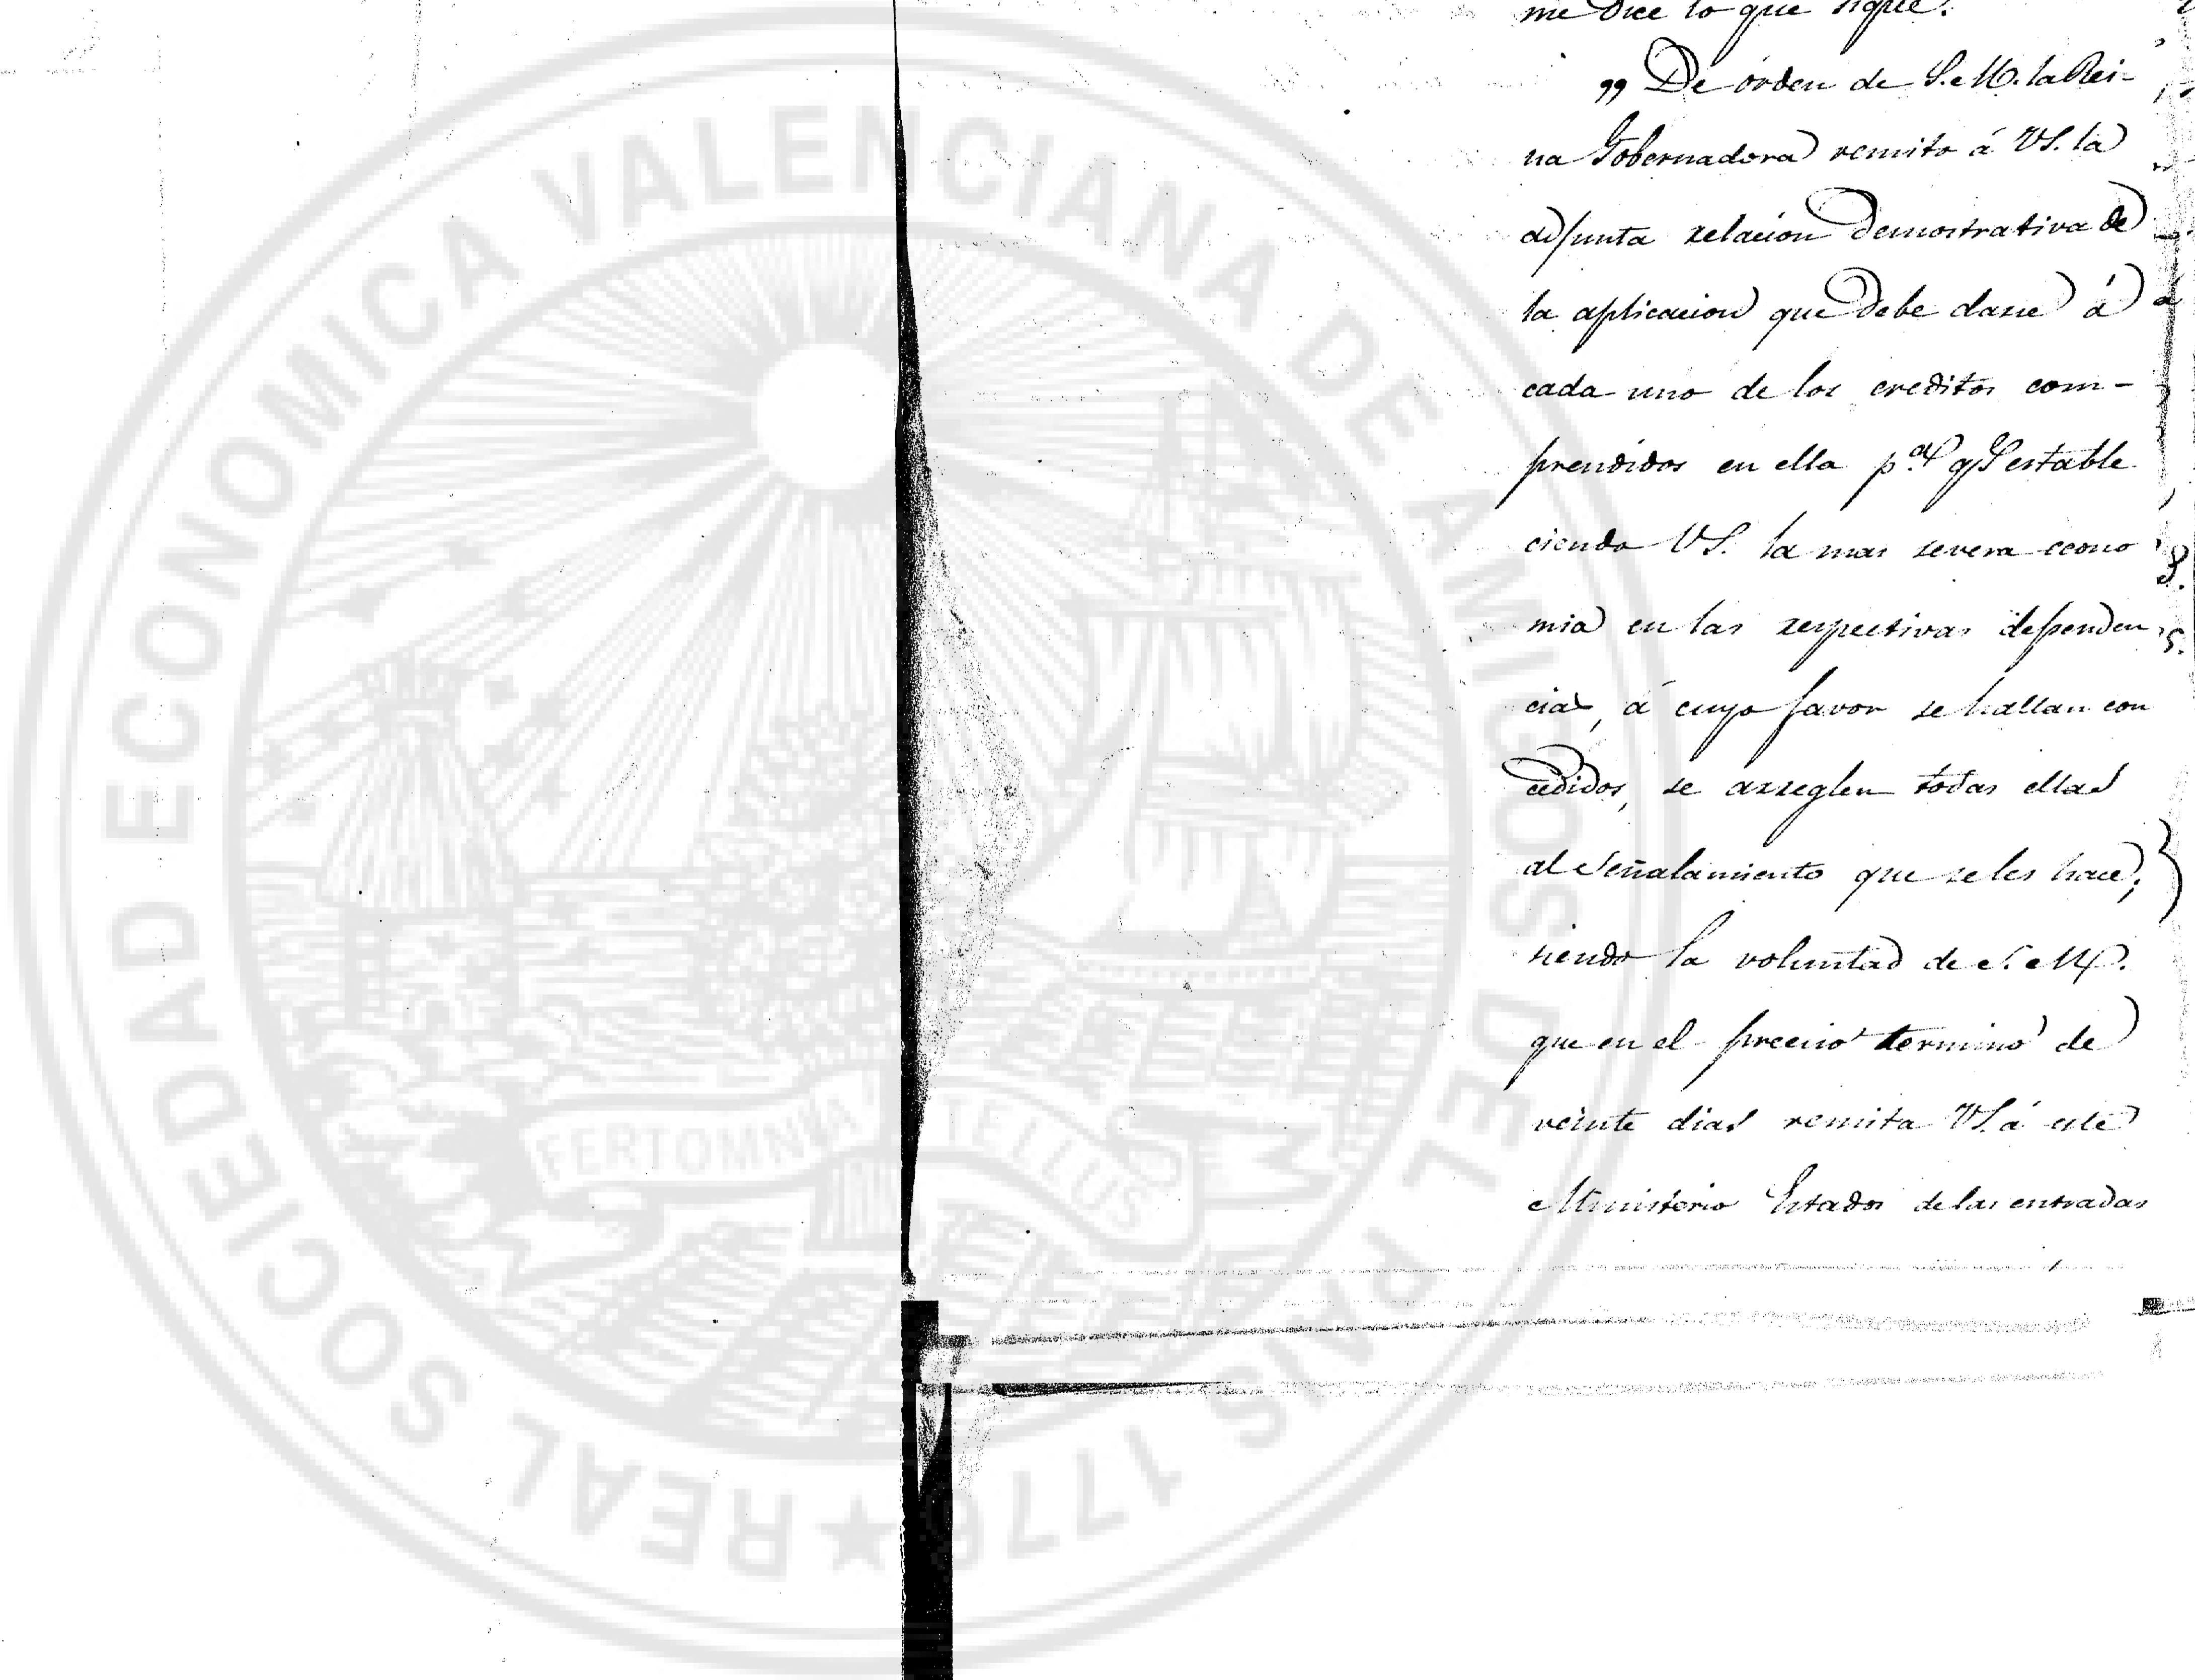 me dice lo que sigue.
„ De orden de S. M. la Rei-
na Gobernadora remito á VS. la
adjunta relacion demostrativa de
la aplicacion que debe darse á
cada uno de los creditos com-
prendidos en ella p.ª q.e estable
ciendo VS. la mas severa econo
mia en las respectivas dependen
cias, á cuyo favor se hallan con
cedidos, se arreglen todas ellas
al Señalamiento que se les hace;
siendo la voluntad de S. M.
que en el preciso termino de
veinte dias remita VS. á este
Ministerio Estados de las entradas
REAL SOCIEDAD ECONOMICA VALENCIANA DE AMIGOS DEL PAIS 1776
FERT OMNIA